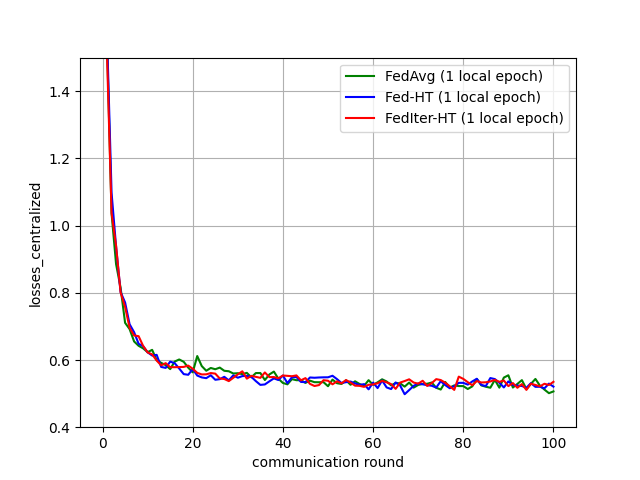 FedAvg (1 local epoch)
Fed-HT (1 local epoch)
FedIter-HT (1 local epoch)
1.4
1.2
1.0
0.8
0.6
0.4
losses_centralized
0
20
40
60
80
100
communication round